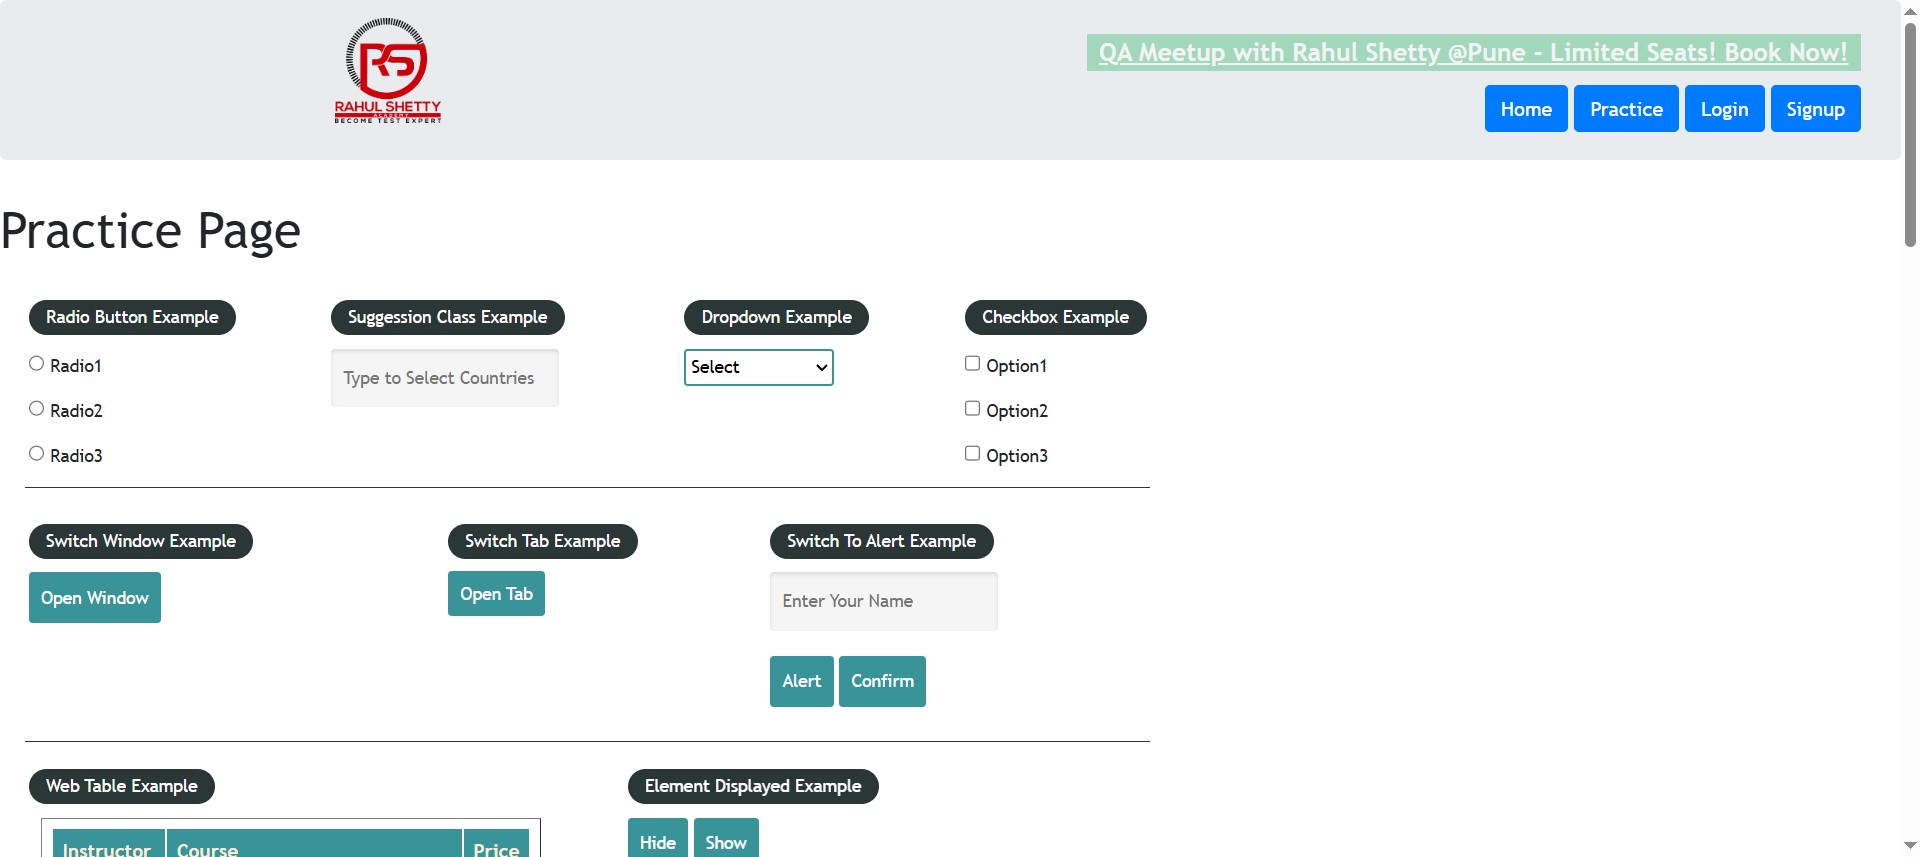 RS
RAHUL SHETTY
ACADEMY
BECOME TEST EXPERT
QA Meetup with Rahul Shetty @Pune - Limited Seats! Book Now!
Home Practice Login Signup
Practice Page
Radio Button Example Suggession Class Example Dropdown Example Checkbox Example
Radio1 Type to Select Countries Select Option1
Radio2 Option2
Radio3 Option3
Switch Window Example Switch Tab Example Switch To Alert Example
Open Window Open Tab Enter Your Name
Alert Confirm
Web Table Example Element Displayed Example
Hide Show
Instructor Course Price